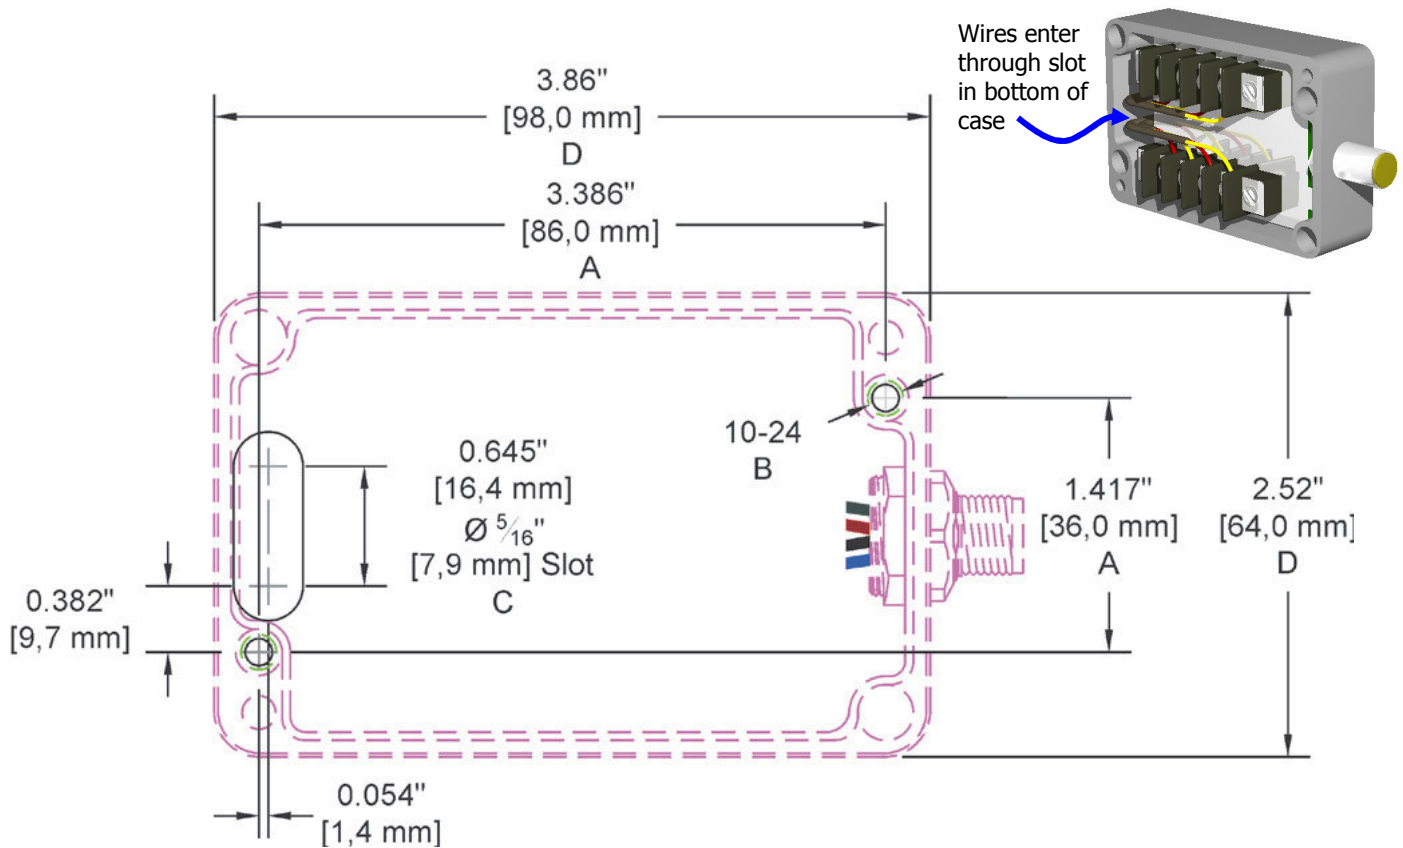 Wires enter
through slot
in bottom of
case
3.86"
[98,0 mm]
D
3.386"
[86,0 mm]
A
10-24
B
0.645"
[16,4 mm]
Ø 5/16"
[7,9 mm] Slot
C
1.417"
[36,0 mm]
A
2.52"
[64,0 mm]
D
0.382"
[9,7 mm]
0.054"
[1,4 mm]